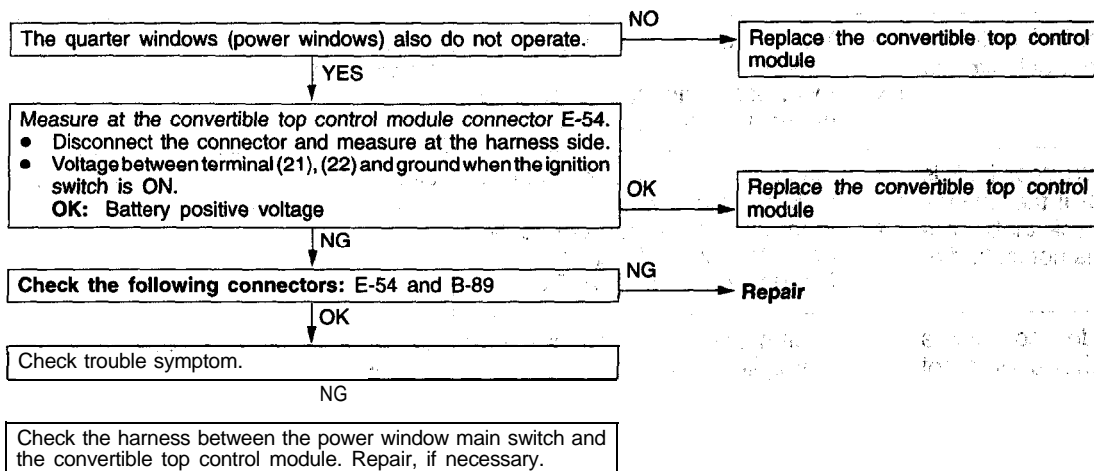 The quarter windows (power windows) also do not operate.
NO
Replace the convertible top control
module
YES
Measure at the convertible top control module connector E-54.
● Disconnect the connector and measure at the harness side.
● Voltage between terminal (21), (22) and ground when the ignition
switch is ON.
OK: Battery positive voltage
OK
Replace the convertible top control
module
NG
Check the following connectors: E-54 and B-89
NG
Repair
OK
Check trouble symptom.
NG
Check the harness between the power window main switch and
the convertible top control module. Repair, if necessary.